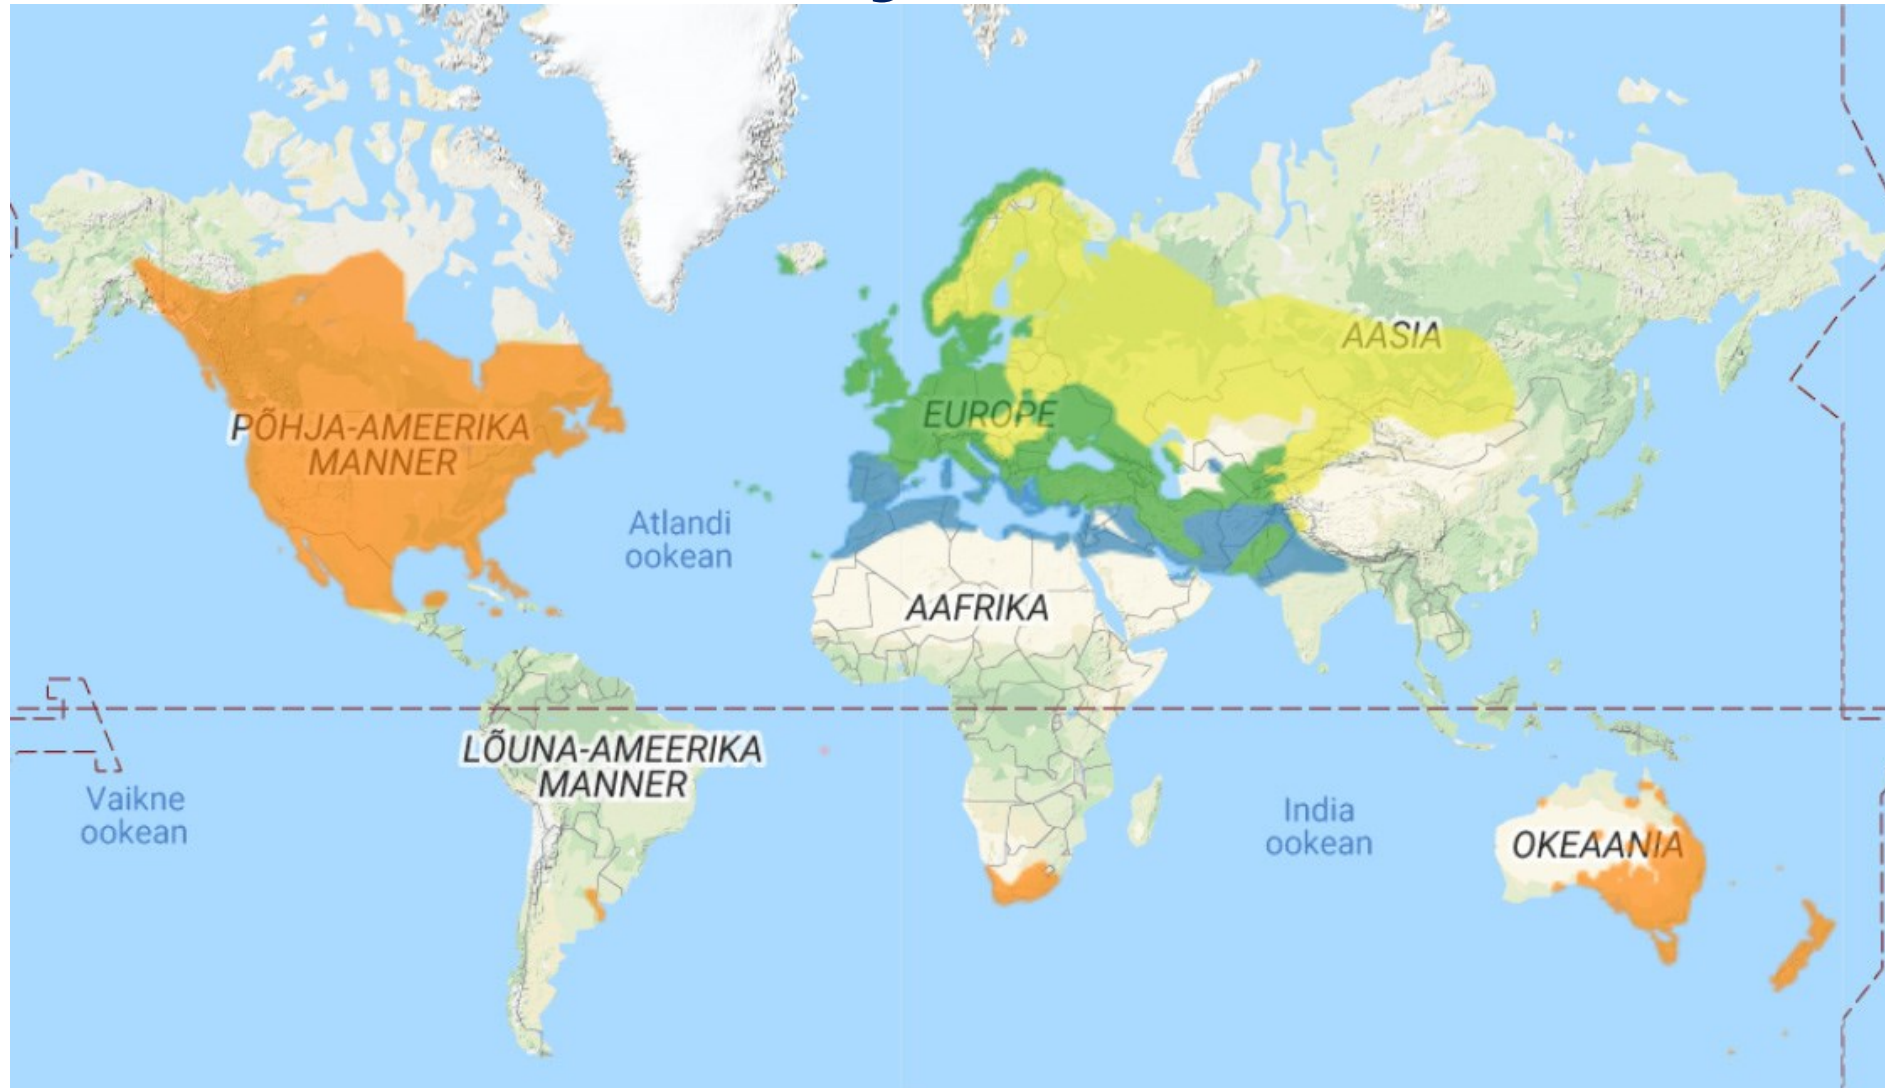 AASIA
EUROPE
PÕHJA-AMEERIKA
MANNER
Atlandi
ookean
AAFRIKA
LÕUNA-AMEERIKA
MANNER
Vaikne
ookean
India
ookean
OKEAANIA